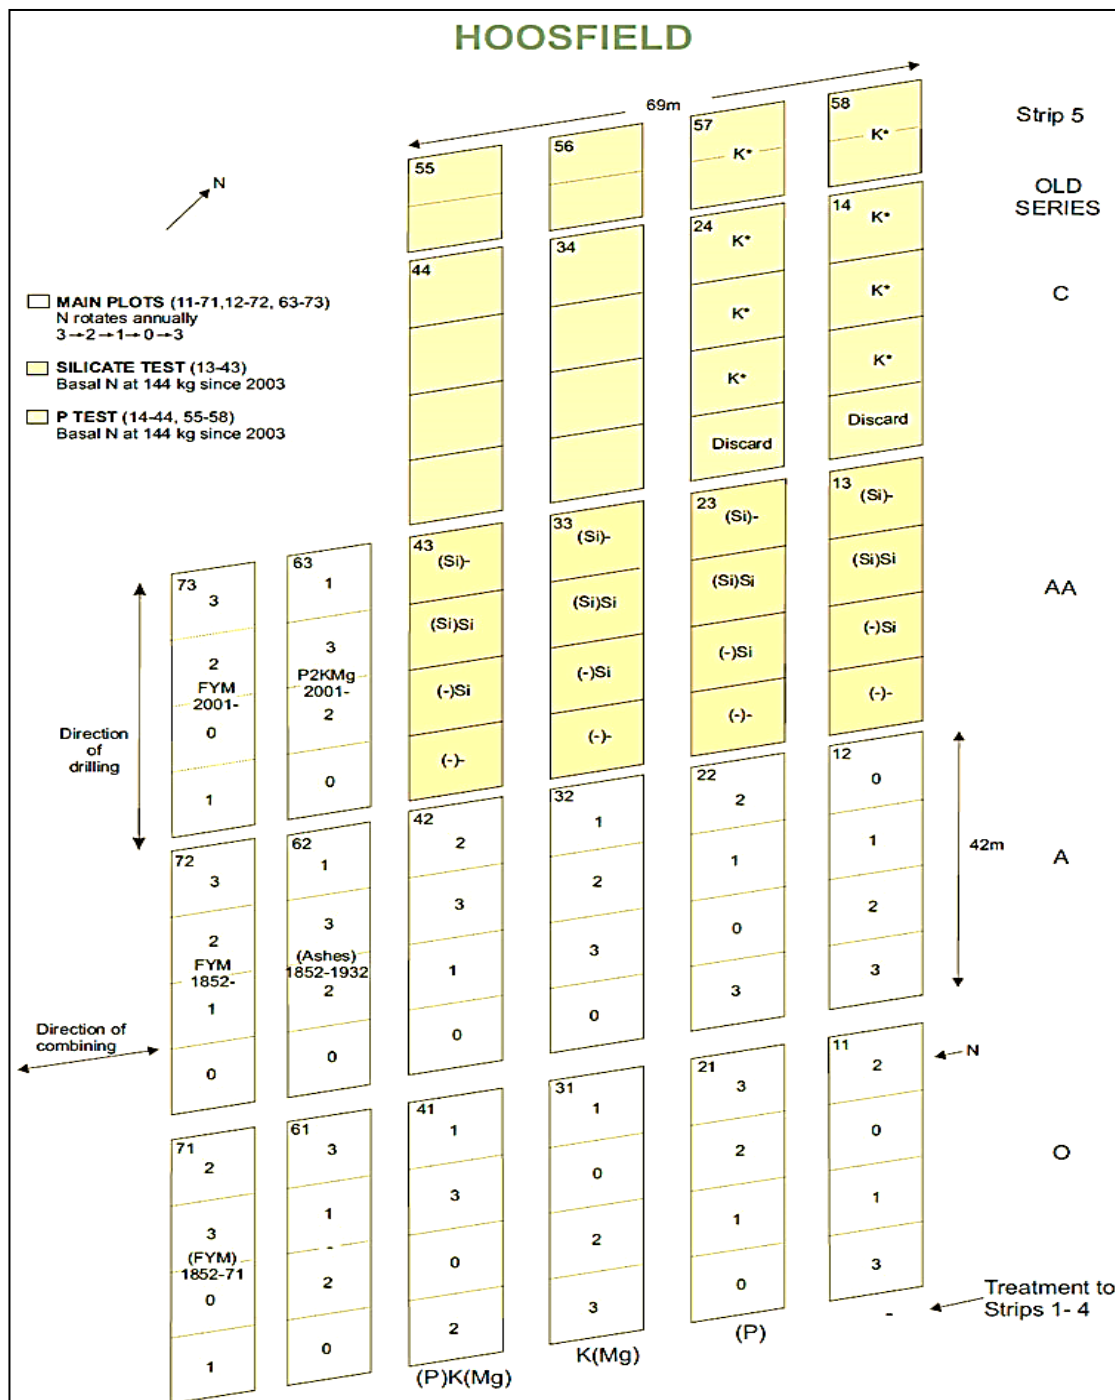 HOOSFIELD
69m
Strip 5
OLD
SERIES
N
MAIN PLOTS (11-71,12-72, 63-73)
N rotates annually
3→2→1→0→3
SILICATE TEST (13-43)
Basal N at 144 kg since 2003
P TEST (14-44, 55-58)
Basal N at 144 kg since 2003
55
56
57
K*
58
K*
44
34
24
K*
K*
K*
Discard
14
K*
K*
K*
Discard
C
73
3
2
FYM
2001-
0
1
63
1
3
P2KMg
2001-
2
0
43
(Si)-
(Si)Si
(-)Si
(-)-
33
(Si)-
(Si)Si
(-)Si
(-)-
23
(Si)-
(Si)Si
(-)Si
(-)-
13
(Si)-
(Si)Si
(-)Si
(-)-
AA
Direction
of
drilling
72
3
2
FYM
1852-
1
0
62
1
3
(Ashes)
1852-1932
2
0
42
2
3
1
0
32
1
2
3
0
22
2
1
0
3
12
0
1
2
3
42m
A
Direction of
combining
71
2
3
(FYM)
1852-71
0
1
61
3
1
-
2
0
41
1
3
0
2
31
1
0
2
3
21
3
2
1
0
11
2
0
1
3
N
O
(P)K(Mg)
K(Mg)
(P)
-
Treatment to
Strips 1- 4